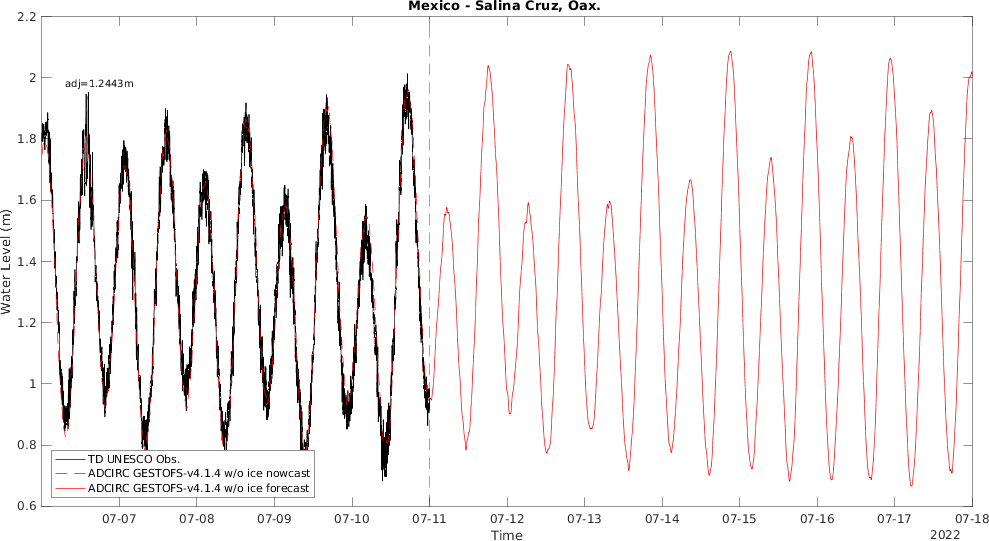 Mexico - Salina Cruz, Oax.
2.2
2
1.8
1.6
1.4
1.2
1
0.8
0.6
Water Level (m)
adj=1.2443m
TD UNESCO Obs.
ADCIRC GESTOFS-v4.1.4 w/o ice nowcast
ADCIRC GESTOFS-v4.1.4 w/o ice forecast
07-07 07-08 07-09 07-10 07-11 07-12 07-13 07-14 07-15 07-16 07-17 07-18
Time
2022